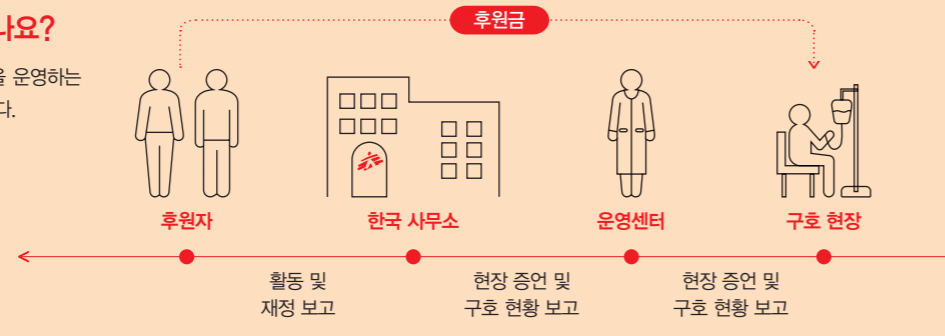 나요?
을 운영하는
다.
후원금
후원자
한국 사무소
운영센터
구호 현장
활동 및
재정 보고
현장 증언 및
구호 현황 보고
현장 증언 및
구호 현황 보고